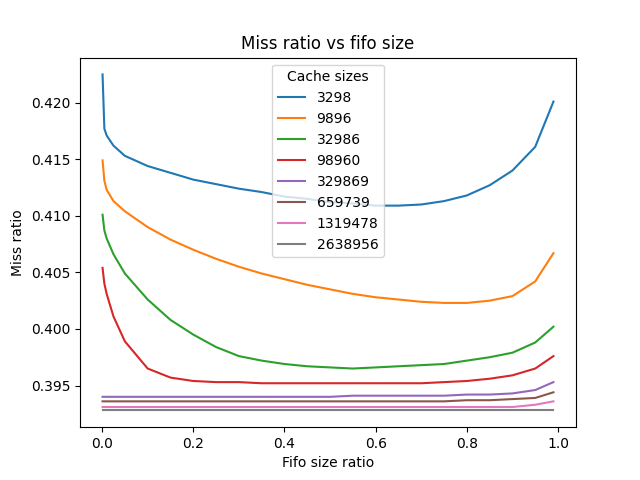 Miss ratio vs fifo size
Cache sizes
3298
9896
32986
98960
329869
659739
1319478
2638956
Miss ratio
0.420
0.415
0.410
0.405
0.400
0.395
0.0 0.2 0.4 0.6 0.8 1.0
Fifo size ratio